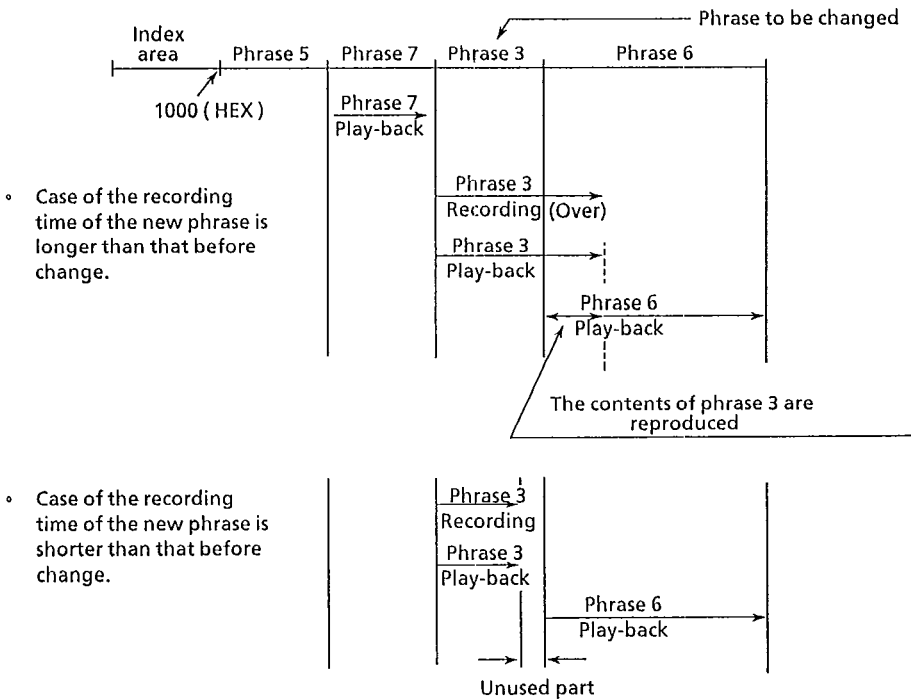 Phrase to be changed
Index
area
Phrase 5
Phrase 7
Phrase 3
Phrase 6
1000 ( HEX )
Phrase 7
Play-back
° Case of the recording
time of the new phrase is
longer than that before
change.
Phrase 3
Recording (Over)
Phrase 3
Play-back
Phrase 6
Play-back
The contents of phrase 3 are
reproduced
° Case of the recording
time of the new phrase is
shorter than that before
change.
Phrase 3
Recording
Phrase 3
Play-back
Phrase 6
Play-back
Unused part